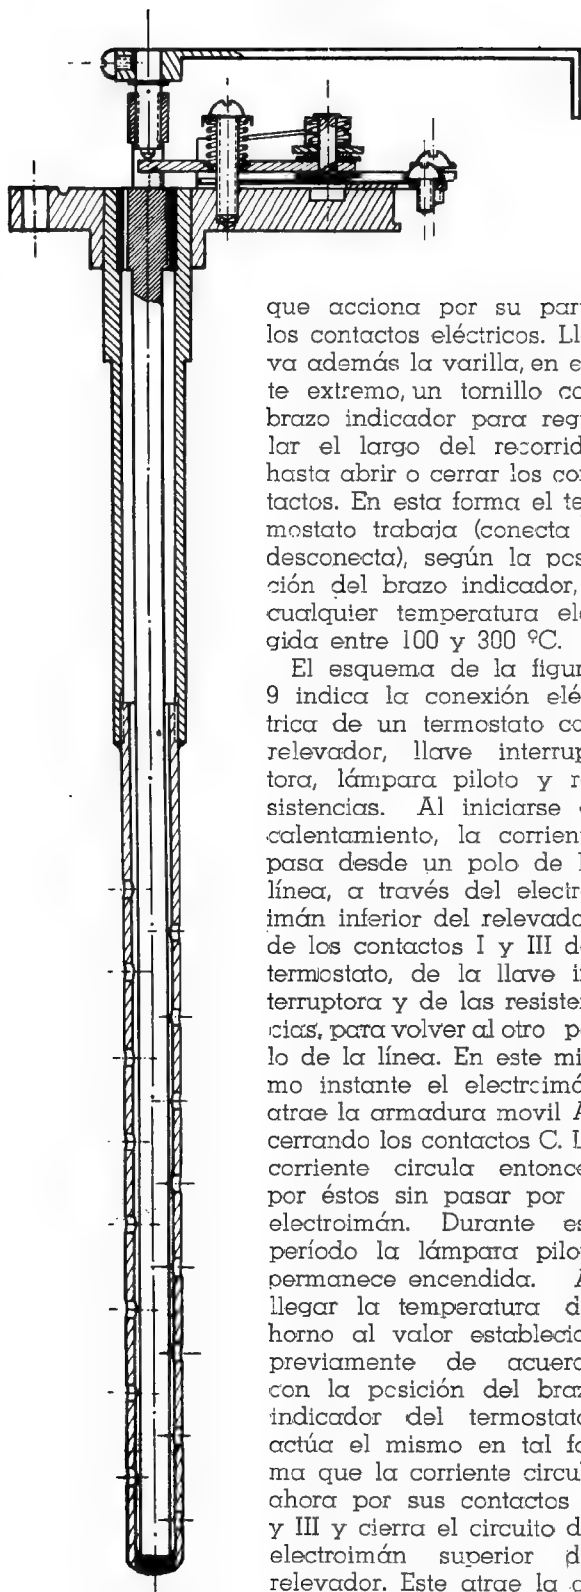 que acciona por su par
los contactos eléctricos. Ll
va además la varilla, en e
te extremo, un tornillo co
brazo indicador para reg
lar el largo del recorrid
hasta abrir o cerrar los co
tactos. En esta forma el te
mostato trabaja (conecta
desconecta), según la posi
ción del brazo indicador,
cualquier temperatura ele
gida entre 100 y 300 ºC.
El esquema de la figur
9 indica la conexión eléc
trica de un termostato co
relevador, llave interrup
tora, lámpara piloto y r
sistencias. Al iniciarse
calentamiento, la corrien
pasa desde un polo de l
línea, a través del electr
imán inferior del relevado
de los contactos I y III d
termostato, de la llave i
terruptora y de las resiste
cias, para volver al otro p
lo de la línea. En este mi
mo instante el electroimá
atrae la armadura movil A
cerrando los contactos C. L
corriente circula entonce
por éstos sin pasar por
electroimán. Durante es
período la lámpara pilo
permanece encendida. A
llegar la temperatura d
horno al valor establecid
previamente de acuerd
con la posición del braz
indicador del termostato
actúa el mismo en tal fo
ma que la corriente circul
ahora por sus contactos
y III y cierra el circuito d
electroimán superior d
relevador. Este atrae la a